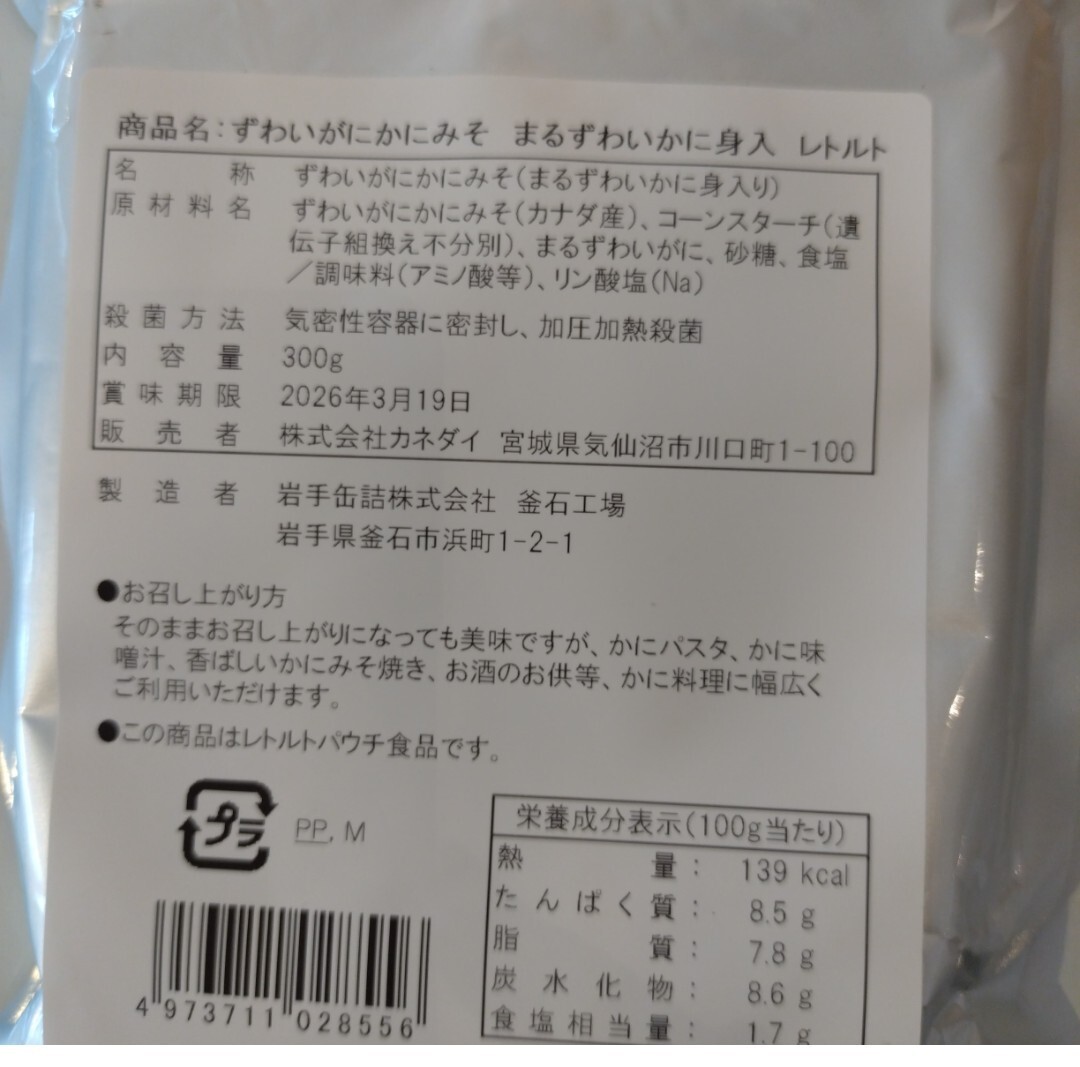 商品名：ずわいがにかにみそ　まるずわいかに身入　レトルト
名称　ずわいがにかにみそ（まるずわいかに身入り）
原材料名　ずわいがにかにみそ（カナダ産）、コーンスターチ（遺
伝子組換え不分別）、まるずわいがに、砂糖、食塩
／調味料（アミノ酸等）、リン酸塩（Na）
殺菌方法　気密性容器に密封し、加圧加熱殺菌
内容量　300g
賞味期限　2026年3月19日
販売者　株式会社カネダイ　宮城県気仙沼市川口町1-100
製造者　岩手缶詰株式会社　釜石工場
岩手県釜石市浜町1-2-1
●お召し上がり方
そのままお召し上がりになっても美味ですが、かにパスタ、かに味
噌汁、香ばしいかにみそ焼き、お酒のお供等、かに料理に幅広く
ご利用いただけます。
●この商品はレトルトパウチ食品です。
プラ　PP, M
栄養成分表示（100g当たり）
熱量：　139 kcal
たんぱく質：　8.5 g
脂質：　7.8 g
炭水化物：　8.6 g
食塩相当量：　1.7 g
4 973711 028556